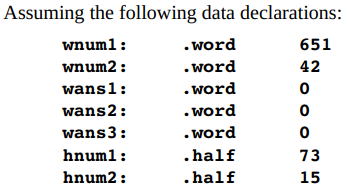 Assuming the following data declarations:
wnum1: .word 651
wnum2: .word 42
wans1: .word 0
wans2: .word 0
wans3: .word 0
hnum1: .half 73
hnum2: .half 15